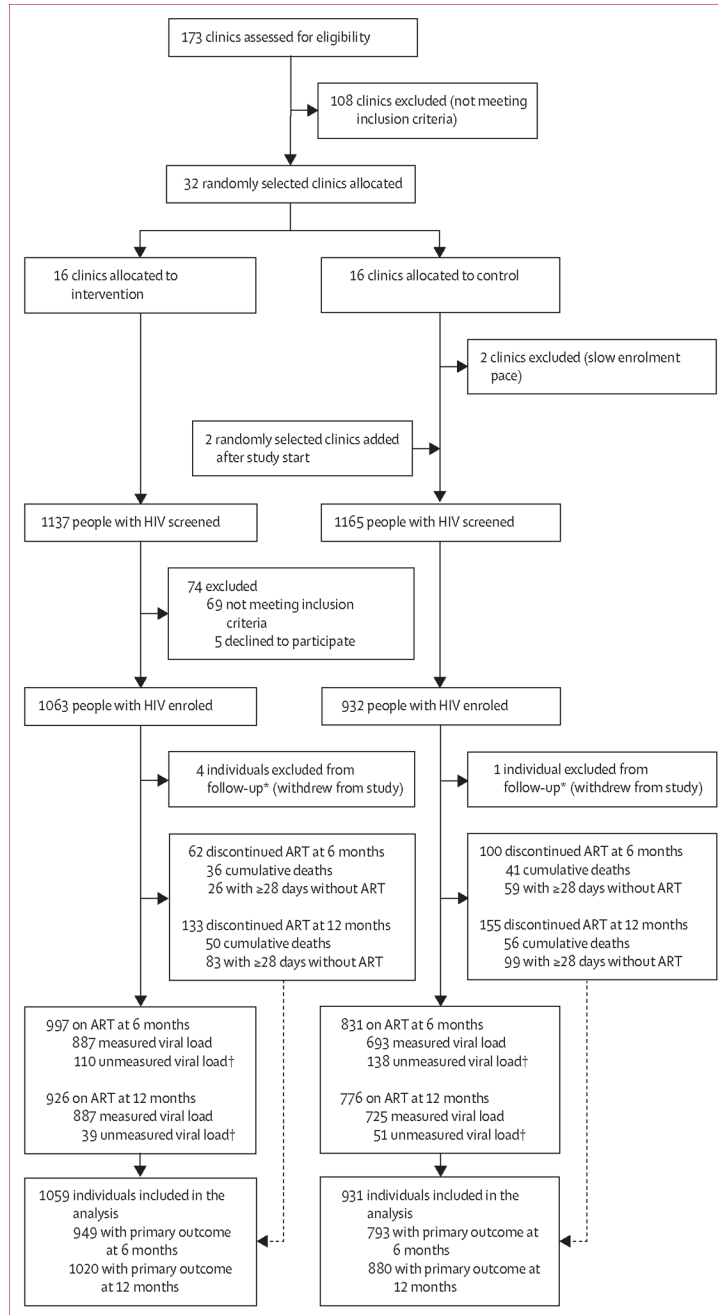 173 clinics assessed for eligibility
108 clinics excluded (not meeting
inclusion criteria)
32 randomly selected clinics allocated
16 clinics allocated to
intervention
16 clinics allocated to control
2 clinics excluded (slow enrolment
pace)
2 randomly selected clinics added
after study start
1137 people with HIV screened
1165 people with HIV screened
74 excluded
69 not meeting inclusion
criteria
5 declined to participate
1063 people with HIV enroled
932 people with HIV enroled
4 individuals excluded from
follow-up* (withdrew from study)
1 individual excluded from
follow-up* (withdrew from study)
62 discontinued ART at 6 months
36 cumulative deaths
26 with ≥28 days without ART
133 discontinued ART at 12 months
50 cumulative deaths
83 with ≥28 days without ART
100 discontinued ART at 6 months
41 cumulative deaths
59 with ≥28 days without ART
155 discontinued ART at 12 months
56 cumulative deaths
99 with ≥28 days without ART
997 on ART at 6 months
887 measured viral load
110 unmeasured viral load†
926 on ART at 12 months
887 measured viral load
39 unmeasured viral load†
831 on ART at 6 months
693 measured viral load
138 unmeasured viral load†
776 on ART at 12 months
725 measured viral load
51 unmeasured viral load†
1059 individuals included in the
analysis
949 with primary outcome
at 6 months
1020 with primary outcome
at 12 months
931 individuals included in the
analysis
793 with primary outcome at
6 months
880 with primary outcome at
12 months